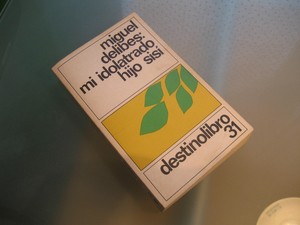 miguel
delibes:
mi idolatrado
hijo sisí
destinolibro
31